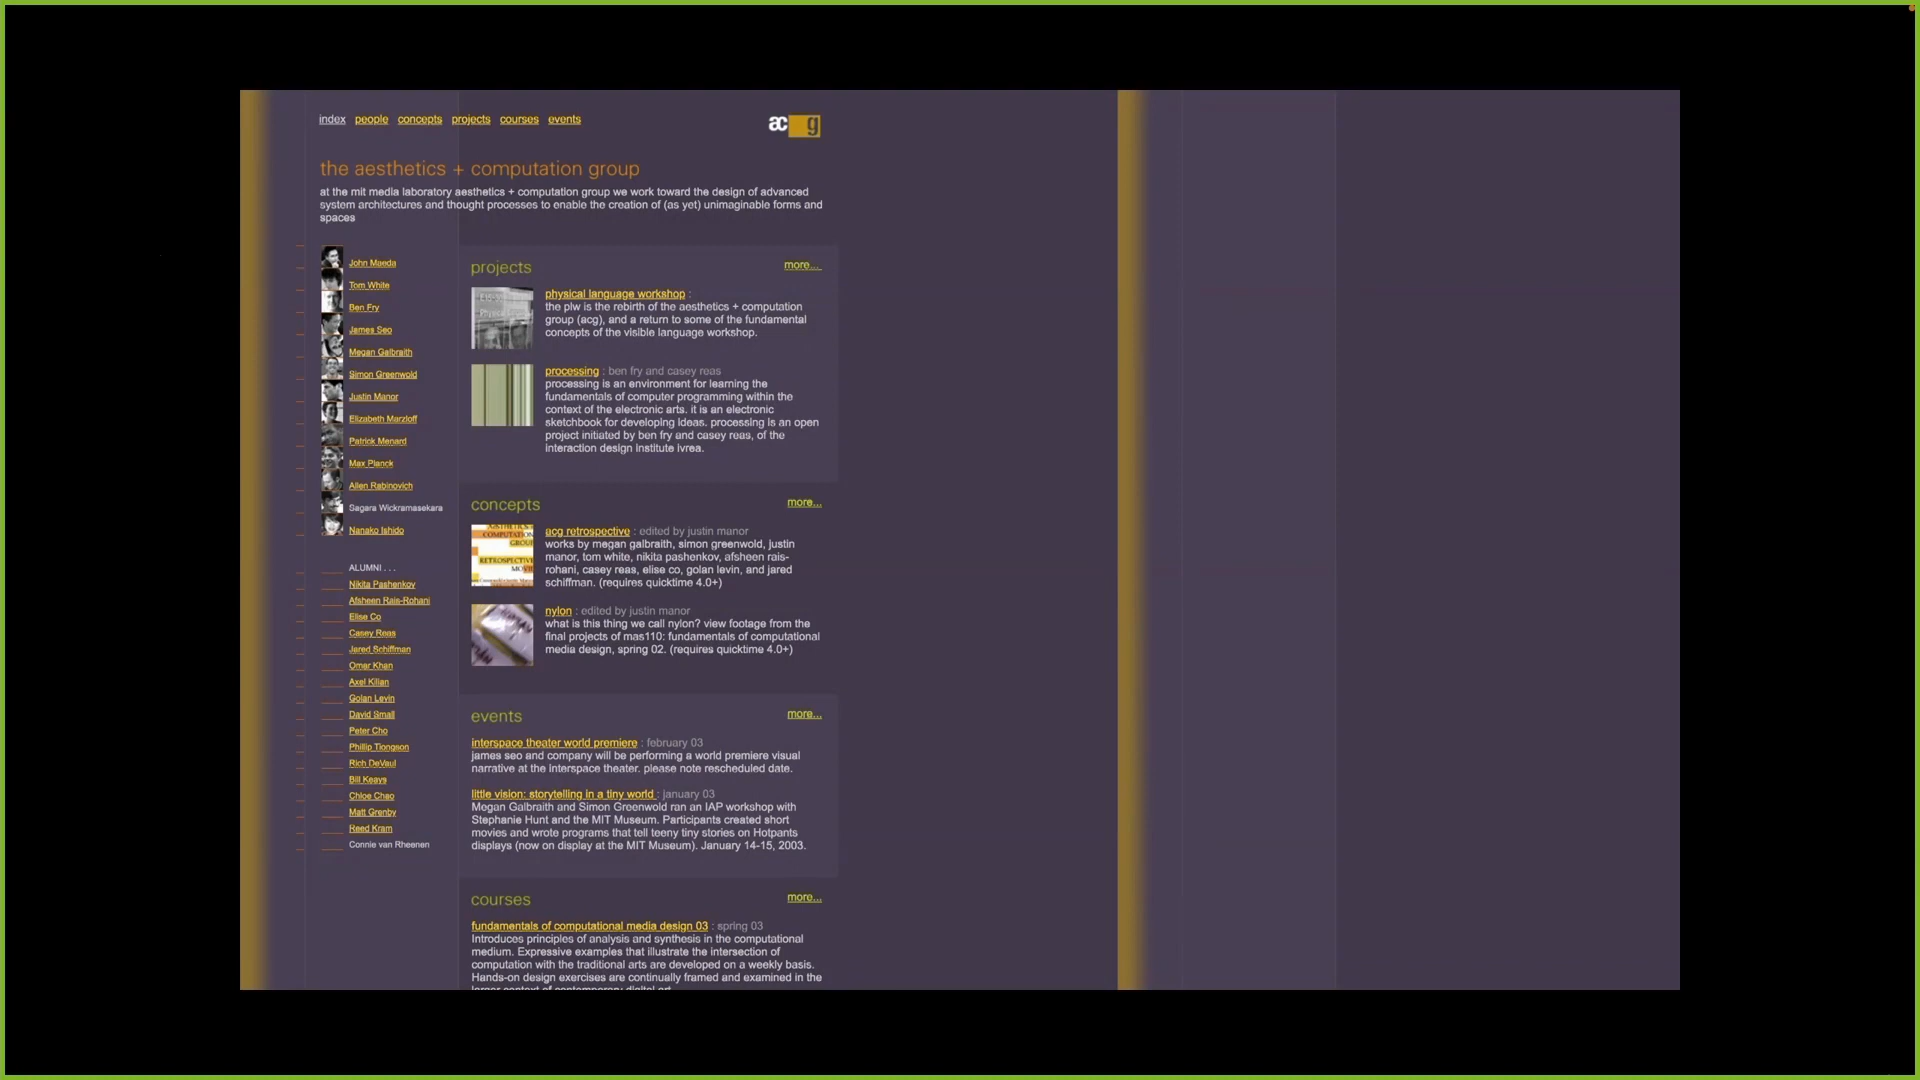 index people concepts projects courses events
acg
the aesthetics + computation group
at the mit media laboratory aesthetics + computation group we work toward the design of advanced
system architectures and thought processes to enable the creation of (as yet) unimaginable forms and
spaces
John Maeda
Tom White
Ben Fry
James Seo
Megan Galbraith
Simon Greenwold
Justin Manor
Elizabeth Marzloff
Patrick Menard
Max Planck
Allen Rabinovich
Sagara Wickramasekara
Nanako Ishido
ALUMNI . . .
Nikita Pashenkov
Afsheen Rais-Rohani
Elise Co
Casey Reas
Jared Schiffman
Omar Khan
Axel Kilian
Golan Levin
David Small
Peter Cho
Phillip Tiongson
Rich DeVaul
Bill Keays
Chloe Chao
Matt Grenby
Reed Kram
Connie van Rheenen
projects
more...
physical language workshop :
the plw is the rebirth of the aesthetics + computation
group (acg), and a return to some of the fundamental
concepts of the visible language workshop.
processing : ben fry and casey reas
processing is an environment for learning the
fundamentals of computer programming within the
context of the electronic arts. it is an electronic
sketchbook for developing ideas. processing is an open
project initiated by ben fry and casey reas, of the
interaction design institute ivrea.
concepts
more...
AESTHETICS +
COMPUTATION
GROUP
RETROSPECTIVE
MOVIE
acg retrospective : edited by justin manor
works by megan galbraith, simon greenwold, justin
manor, tom white, nikita pashenkov, afsheen rais-
rohani, casey reas, elise co, golan levin, and jared
schiffman. (requires quicktime 4.0+)
nylon : edited by justin manor
what is this thing we call nylon? view footage from the
final projects of mas110: fundamentals of computational
media design, spring 02. (requires quicktime 4.0+)
events
more...
interspace theater world premiere : february 03
james seo and company will be performing a world premiere visual
narrative at the interspace theater. please note rescheduled date.
little vision: storytelling in a tiny world : january 03
Megan Galbraith and Simon Greenwold ran an IAP workshop with
Stephanie Hunt and the MIT Museum. Participants created short
movies and wrote programs that tell teeny tiny stories on Hotpants
displays (now on display at the MIT Museum). January 14-15, 2003.
courses
more...
fundamentals of computational media design 03 : spring 03
Introduces principles of analysis and synthesis in the computational
medium. Expressive examples that illustrate the intersection of
computation with the traditional arts are developed on a weekly basis.
Hands-on design exercises are continually framed and examined in the
larger context of contemporary digital art.